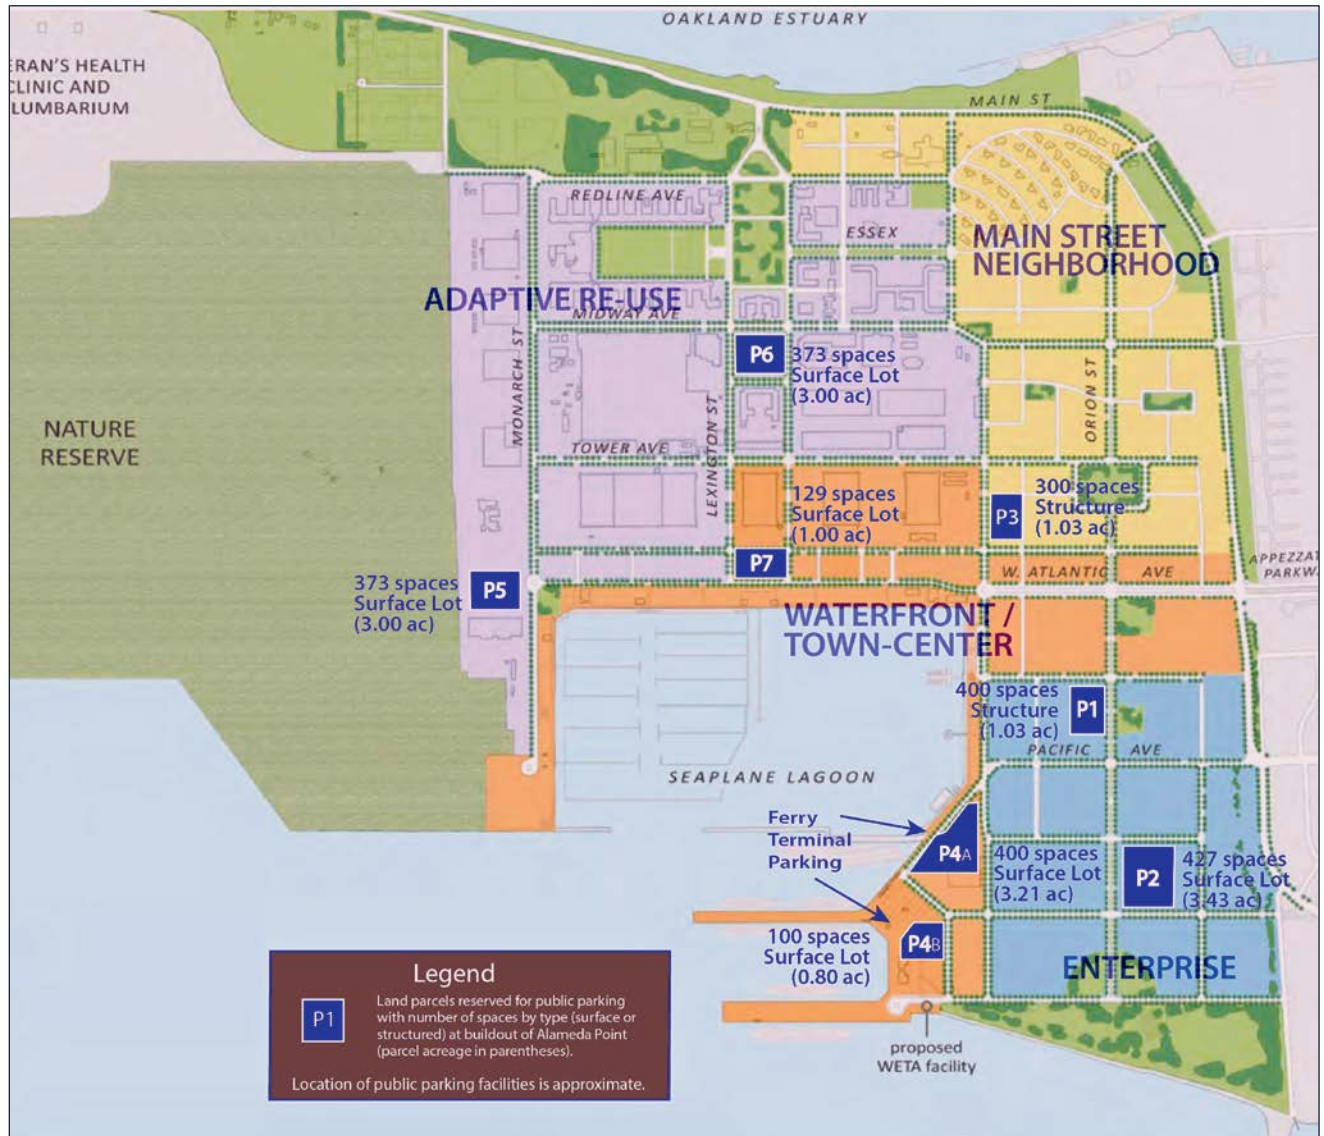 OAKLAND ESTUARY
ERAN'S HEALTH
CLINIC AND
LUMBARIUM
MAIN ST
REDLINE AVE
ESSEX
MAIN STREET
NEIGHBORHOOD
ADAPTIVE RE-USE
MIDWAY AVE
MONARCH ST
P6
373 spaces
Surface Lot
(3.00 ac)
LEXINGTON ST
ORION ST
NATURE
RESERVE
TOWER AVE
129 spaces
Surface Lot
(1.00 ac)
P3
300 spaces
Structure
(1.03 ac)
P7
W. ATLANTIC AVE
APPEZZAT
PARKWA
373 spaces
Surface Lot
(3.00 ac)
P5
WATERFRONT /
TOWN-CENTER
400 spaces
Structure
(1.03 ac)
P1
PACIFIC AVE
SEAPLANE LAGOON
Ferry
Terminal
Parking
P4A
400 spaces
Surface Lot
(3.21 ac)
P2
427 spaces
Surface Lot
(3.43 ac)
100 spaces
Surface Lot
(0.80 ac)
P4B
ENTERPRISE
proposed
WETA facility
Legend
P1
Land parcels reserved for public parking
with number of spaces by type (surface or
structured) at buildout of Alameda Point
(parcel acreage in parentheses).
Location of public parking facilities is approximate.